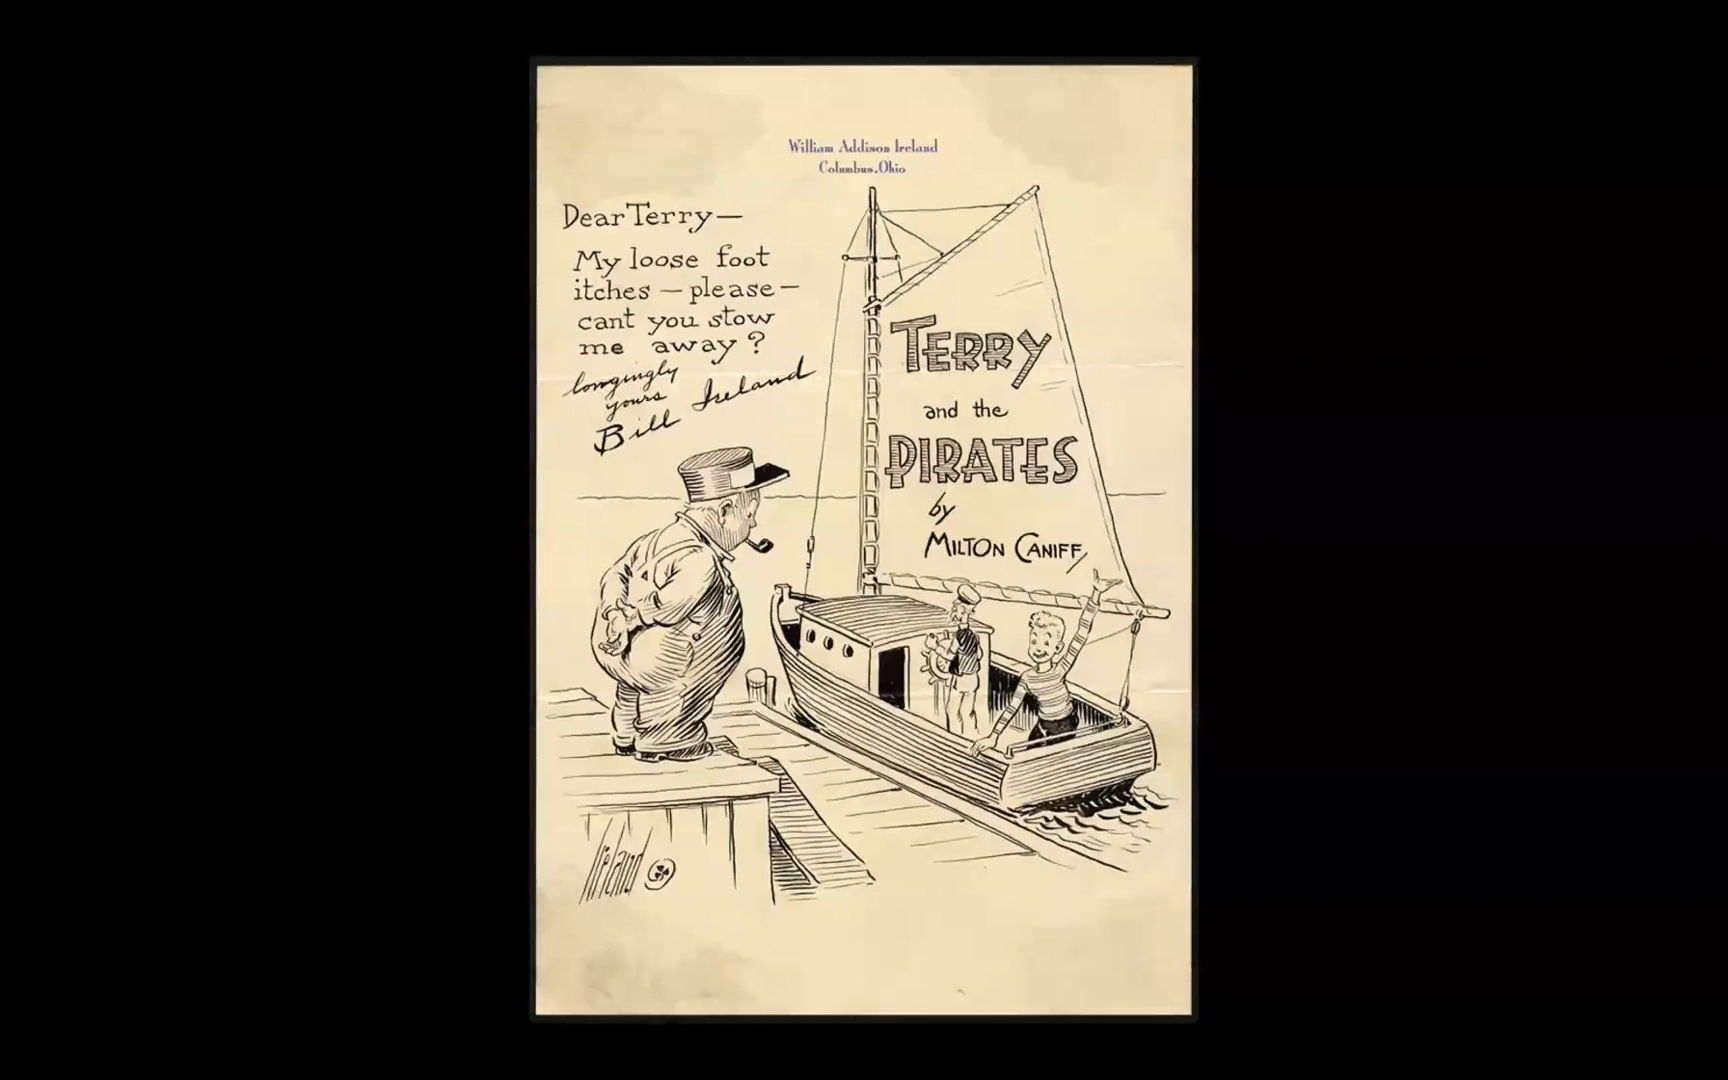 William Addison Ireland
Columbus, Ohio
Dear Terry—
My loose foot
itches — please —
cant you stow
me away?
longingly
yours
Bill Ireland
TERRY
and the
PIRATES
by
MILTON CANIFF
Ireland